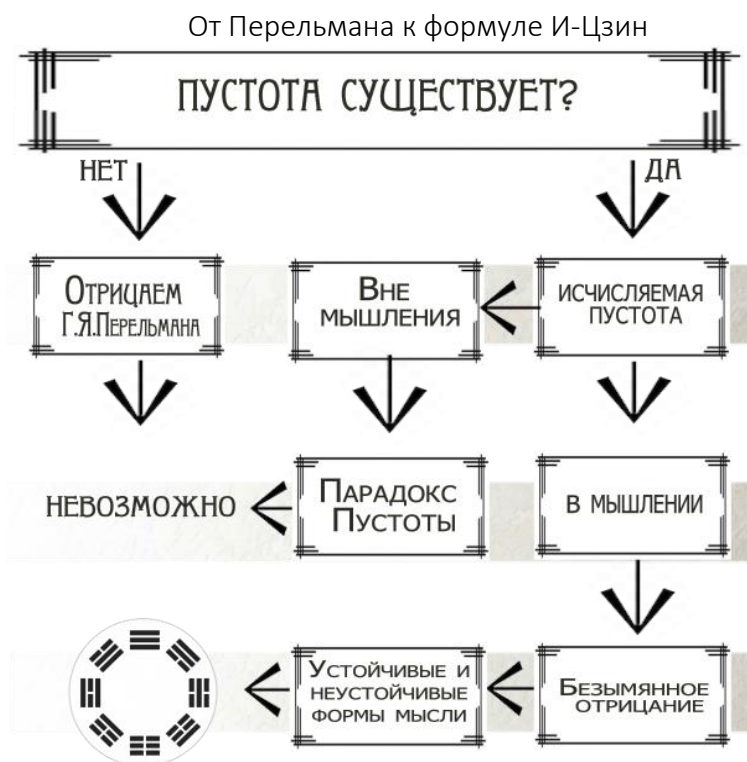 От Перельмана к формуле И-Цзин
ПУСТОТА СУЩЕСТВУЕТ?
НЕТ
ДА
ОТРИЦАЕМ
Г.Я.ПЕРЕЛЬМАНА
ВНЕ
МЫШЛЕНИЯ
ИСЧИСЛЯЕМАЯ
ПУСТОТА
НЕВОЗМОЖНО
ПАРАДОКС
ПУСТОТЫ
В МЫШЛЕНИИ
УСТОЙЧИВЫЕ И
НЕУСТОЙЧИВЫЕ
ФОРМЫ МЫСЛИ
БЕЗЫМЯННОЕ
ОТРИЦАНИЕ